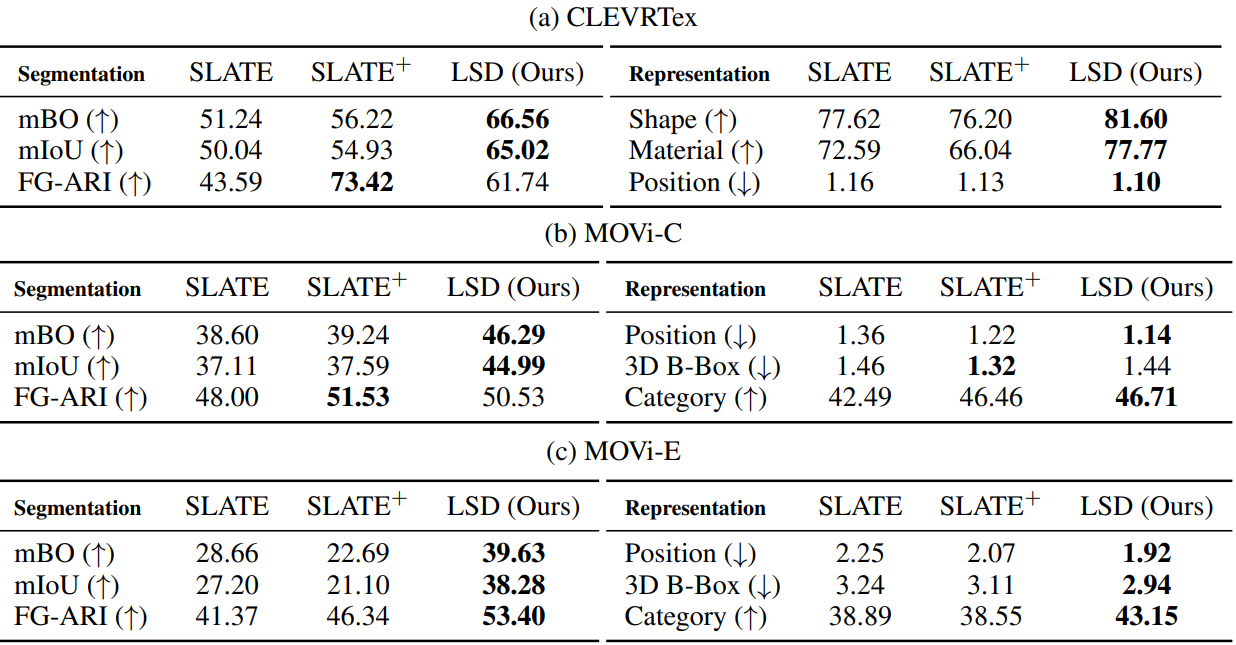 (a) CLEVRTex
Segmentation SLATE SLATE+ LSD (Ours) Representation SLATE SLATE+ LSD (Ours)
mBO (↑) 51.24 56.22 66.56 Shape (↑) 77.62 76.20 81.60
mIoU (↑) 50.04 54.93 65.02 Material (↑) 72.59 66.04 77.77
FG-ARI (↑) 43.59 73.42 61.74 Position (↓) 1.16 1.13 1.10
(b) MOVi-C
Segmentation SLATE SLATE+ LSD (Ours) Representation SLATE SLATE+ LSD (Ours)
mBO (↑) 38.60 39.24 46.29 Position (↓) 1.36 1.22 1.14
mIoU (↑) 37.11 37.59 44.99 3D B-Box (↓) 1.46 1.32 1.44
FG-ARI (↑) 48.00 51.53 50.53 Category (↑) 42.49 46.46 46.71
(c) MOVi-E
Segmentation SLATE SLATE+ LSD (Ours) Representation SLATE SLATE+ LSD (Ours)
mBO (↑) 28.66 22.69 39.63 Position (↓) 2.25 2.07 1.92
mIoU (↑) 27.20 21.10 38.28 3D B-Box (↓) 3.24 3.11 2.94
FG-ARI (↑) 41.37 46.34 53.40 Category (↑) 38.89 38.55 43.15